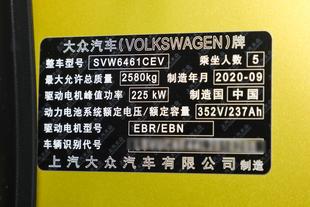 大众汽车(VOLKSWAGEN)牌
整车型号 SVW6461CEV 乘坐人数 5
最大允许总质量 2580kg 制造年月 2020-09
驱动电机峰值功率 225 kW 制造国 中国
动力电池系统额定电压/额定容量 352V/237Ah
驱动电机型号 EBR/EBN
车辆识别代号
上汽大众汽车有限公司 制造